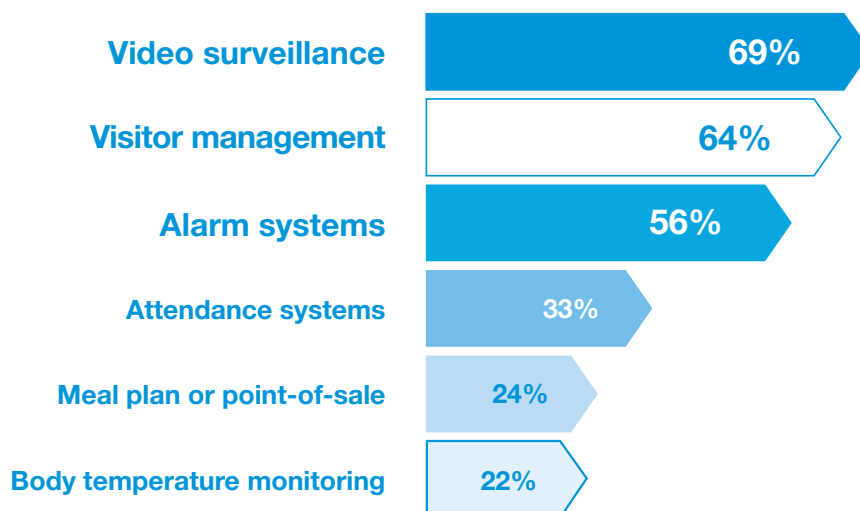 Video surveillance 69%
Visitor management 64%
Alarm systems 56%
Attendance systems 33%
Meal plan or point-of-sale 24%
Body temperature monitoring 22%